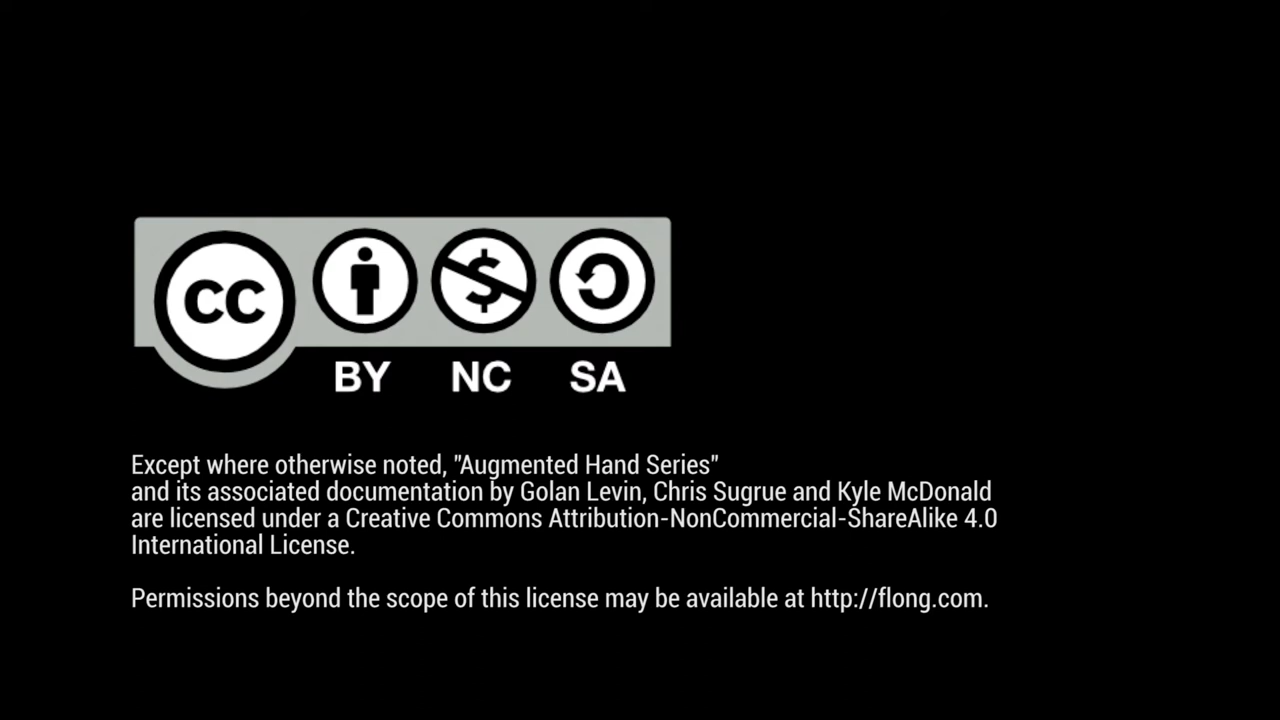 cc
BY NC SA
Except where otherwise noted, "Augmented Hand Series"
and its associated documentation by Golan Levin, Chris Sugrue and Kyle McDonald
are licensed under a Creative Commons Attribution-NonCommercial-ShareAlike 4.0
International License.
Permissions beyond the scope of this license may be available at http://flong.com.